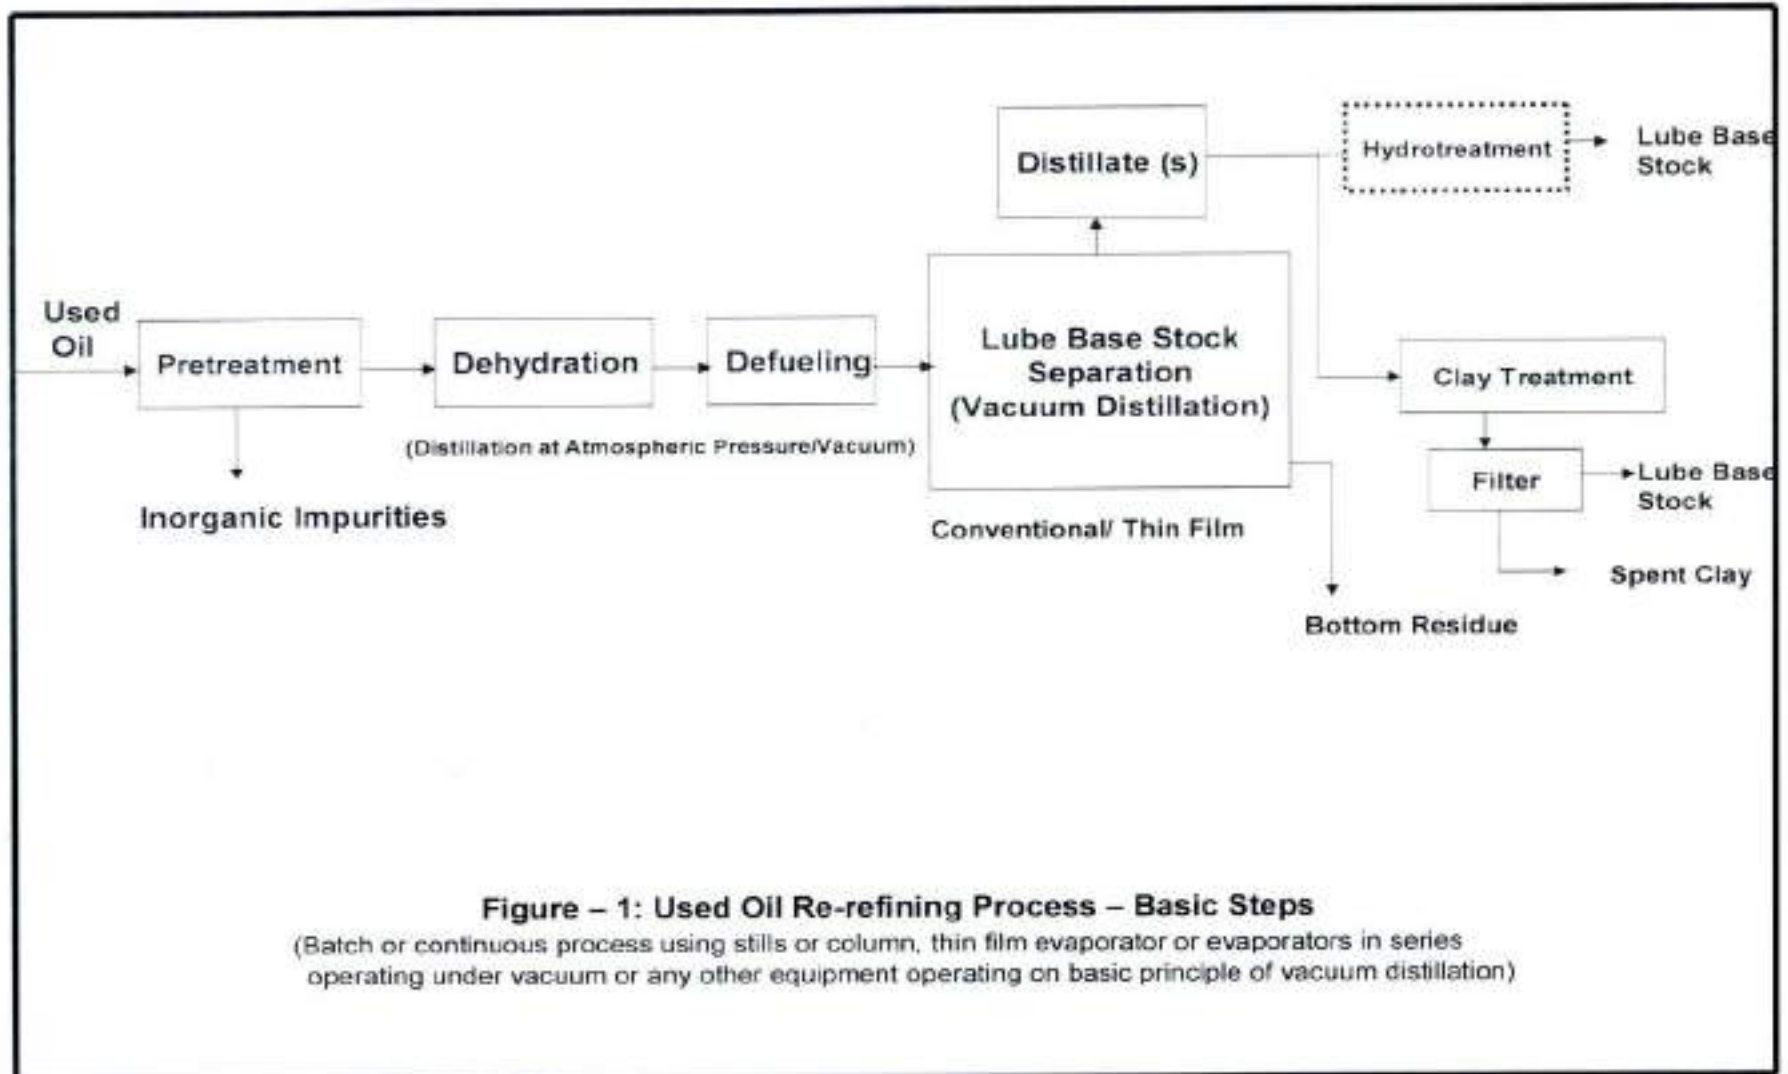 Distillate (s)
Hydrotreatment
Lube Base
Stock
Used
Oil
Pretreatment
Dehydration
Defueling
Lube Base Stock
Separation
(Vacuum Distillation)
Clay Treatment
(Distillation at Atmospheric Pressure/Vacuum)
Filter
Lube Base
Stock
Inorganic Impurities
Conventional/ Thin Film
Spent Clay
Bottom Residue
Figure – 1: Used Oil Re-refining Process – Basic Steps
(Batch or continuous process using stills or column, thin film evaporator or evaporators in series
operating under vacuum or any other equipment operating on basic principle of vacuum distillation)